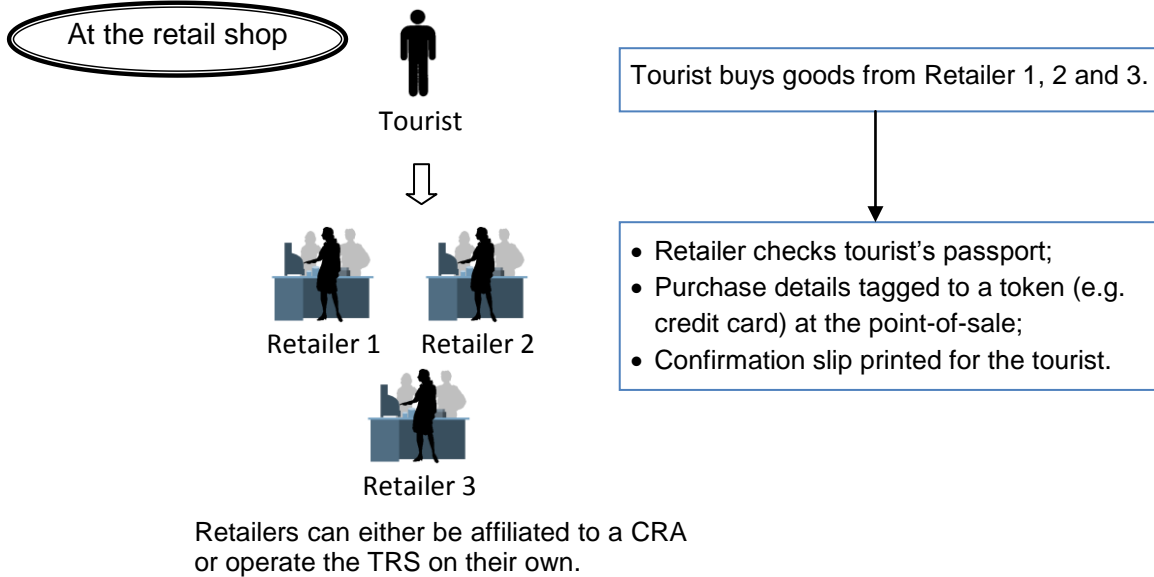 At the retail shop
Tourist
Retailer 1 Retailer 2
Retailer 3
Retailers can either be affiliated to a CRA
or operate the TRS on their own.
Tourist buys goods from Retailer 1, 2 and 3.
• Retailer checks tourist’s passport;
• Purchase details tagged to a token (e.g.
credit card) at the point-of-sale;
• Confirmation slip printed for the tourist.